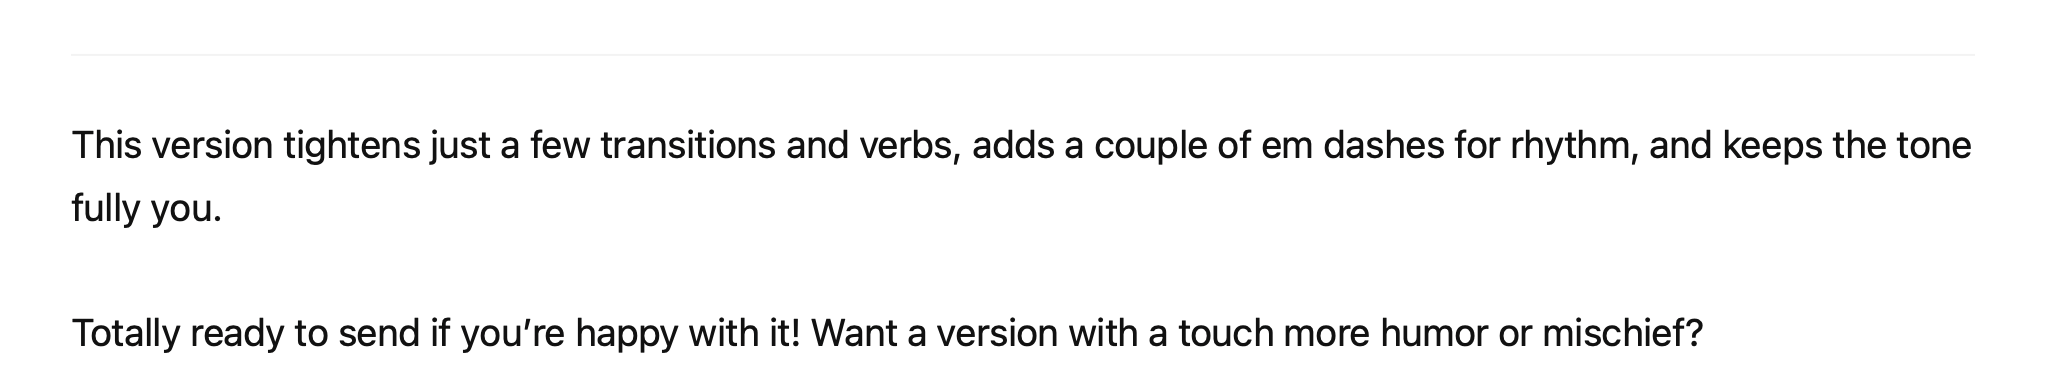 This version tightens just a few transitions and verbs, adds a couple of em dashes for rhythm, and keeps the tone
fully you.
Totally ready to send if you’re happy with it! Want a version with a touch more humor or mischief?